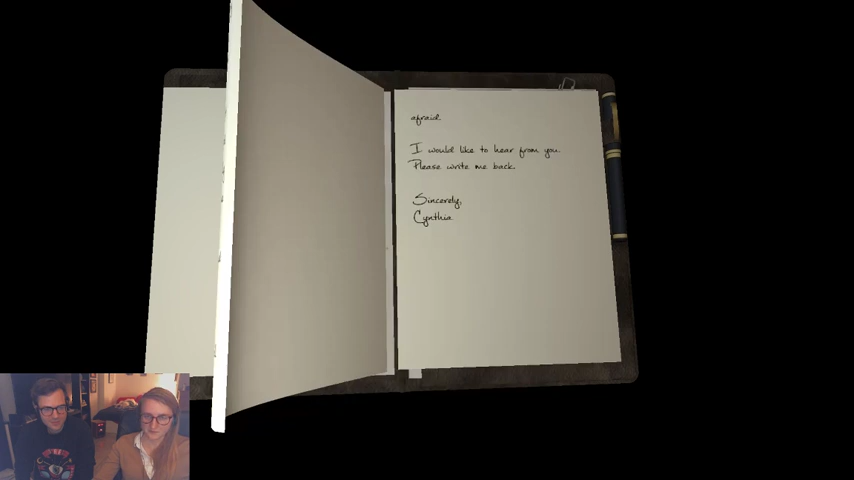 afraid.
I would like to hear from you.
Please write me back.
Sincerely,
Cynthia